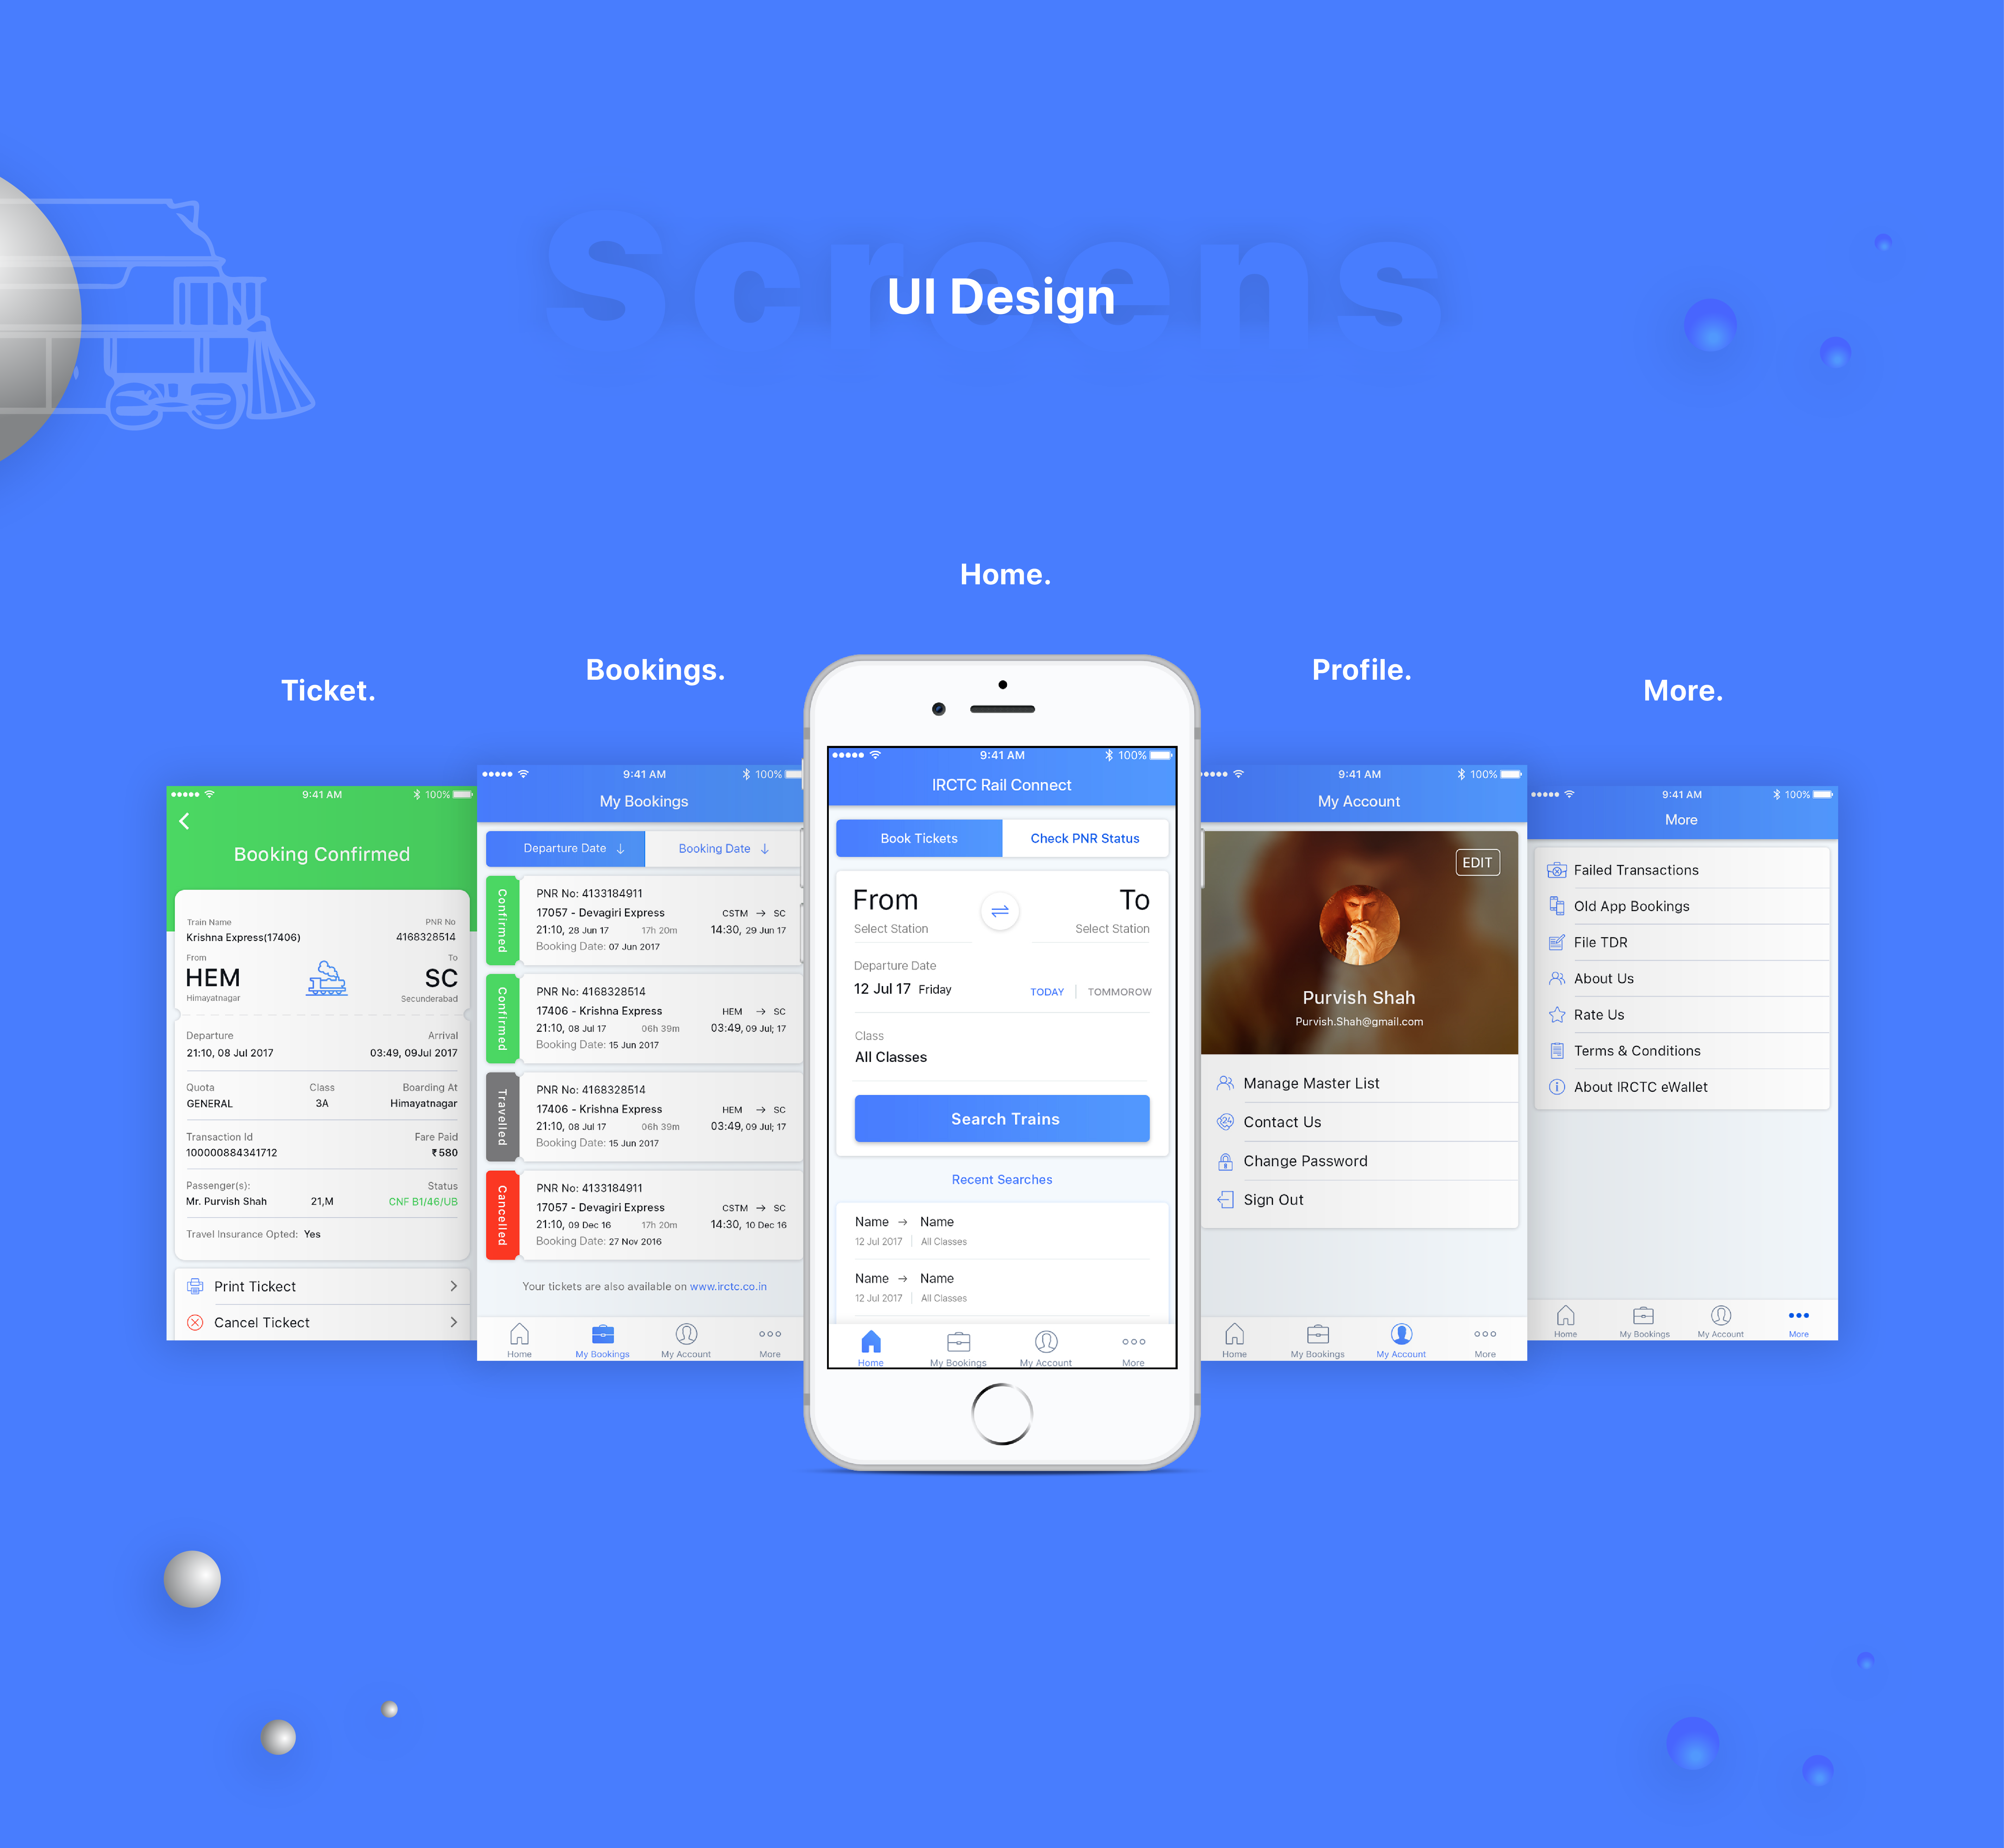 Screens
UI Design
Home.
Ticket.
Bookings.
Profile.
More.
9:41 AM 100%
Booking Confirmed
Train Name PNR No
Krishna Express(17406) 4168328514
From To
HEM SC
Himayatnagar Secunderabad
Departure Arrival
21:10, 08 Jul 2017 03:49, 09Jul 2017
Quota Class Boarding At
GENERAL 3A Himayatnagar
Transaction Id Fare Paid
100000884341712 ₹580
Passenger(s): Status
Mr. Purvish Shah 21,M CNF B1/46/UB
Travel Insurance Opted: Yes
Print Tickect
Cancel Tickect
9:41 AM 100%
My Bookings
Departure Date ↓ Booking Date ↓
Confirmed
PNR No: 4133184911
17057 - Devagiri Express CSTM → SC
21:10, 28 Jun 17 17h 20m 14:30, 29 Jun 17
Booking Date: 07 Jun 2017
Confirmed
PNR No: 4168328514
17406 - Krishna Express HEM → SC
21:10, 08 Jul 17 06h 39m 03:49, 09 Jul; 17
Booking Date: 15 Jun 2017
Travelled
PNR No: 4168328514
17406 - Krishna Express HEM → SC
21:10, 08 Jul 17 06h 39m 03:49, 09 Jul; 17
Booking Date: 15 Jun 2017
Cancelled
PNR No: 4133184911
17057 - Devagiri Express CSTM → SC
21:10, 09 Dec 16 17h 20m 14:30, 10 Dec 16
Booking Date: 27 Nov 2016
Your tickets are also available on www.irctc.co.in
Home My Bookings My Account More
9:41 AM 100%
IRCTC Rail Connect
Book Tickets Check PNR Status
From To
Select Station Select Station
Departure Date
12 Jul 17 Friday TODAY | TOMMOROW
Class
All Classes
Search Trains
Recent Searches
Name → Name
12 Jul 2017 | All Classes
Name → Name
12 Jul 2017 | All Classes
Home My Bookings My Account More
9:41 AM 100%
My Account
EDIT
Purvish Shah
Purvish.Shah@gmail.com
Manage Master List
24 Contact Us
Change Password
Sign Out
Home My Bookings My Account More
9:41 AM 100%
More
Failed Transactions
Old App Bookings
File TDR
About Us
Rate Us
Terms & Conditions
About IRCTC eWallet
Home My Bookings My Account More